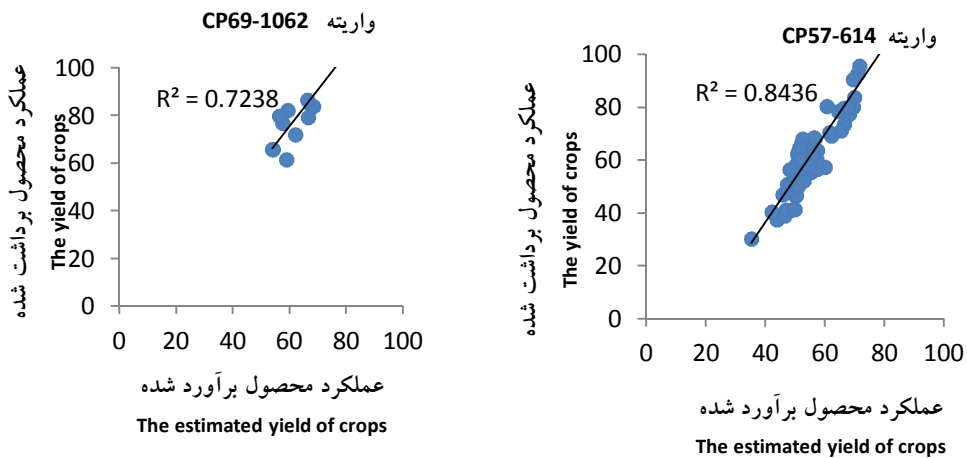 واریته CP69-1062
100
80
60
40
20
0
R² = 0.7238
0 20 40 60 80 100
عملکرد محصول برداشت شده
The yield of crops
عملکرد محصول برآورد شده
The estimated yield of crops
واریته CP57-614
100
80
60
40
20
0
R² = 0.8436
0 20 40 60 80 100
عملکرد محصول برداشت شده
The yield of crops
عملکرد محصول برآورد شده
The estimated yield of crops